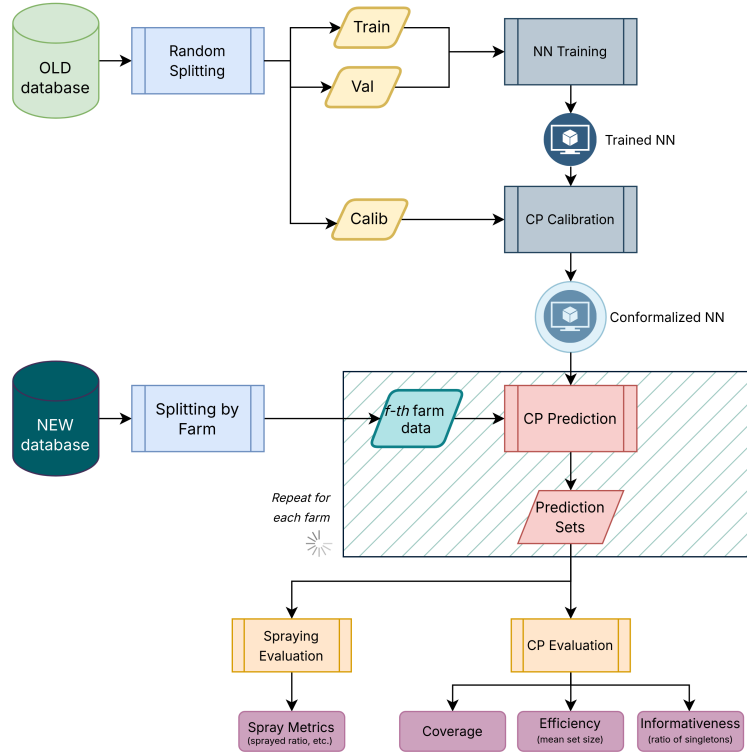 OLD
database
Random
Splitting
Train
Val
NN Training
Trained NN
Calib
CP Calibration
Conformalized NN
NEW
database
Splitting by
Farm
f-th farm
data
CP Prediction
Repeat for
each farm
Prediction
Sets
Spraying
Evaluation
CP Evaluation
Spray Metrics
(sprayed ratio, etc.)
Coverage
Efficiency
(mean set size)
Informativeness
(ratio of singletons)